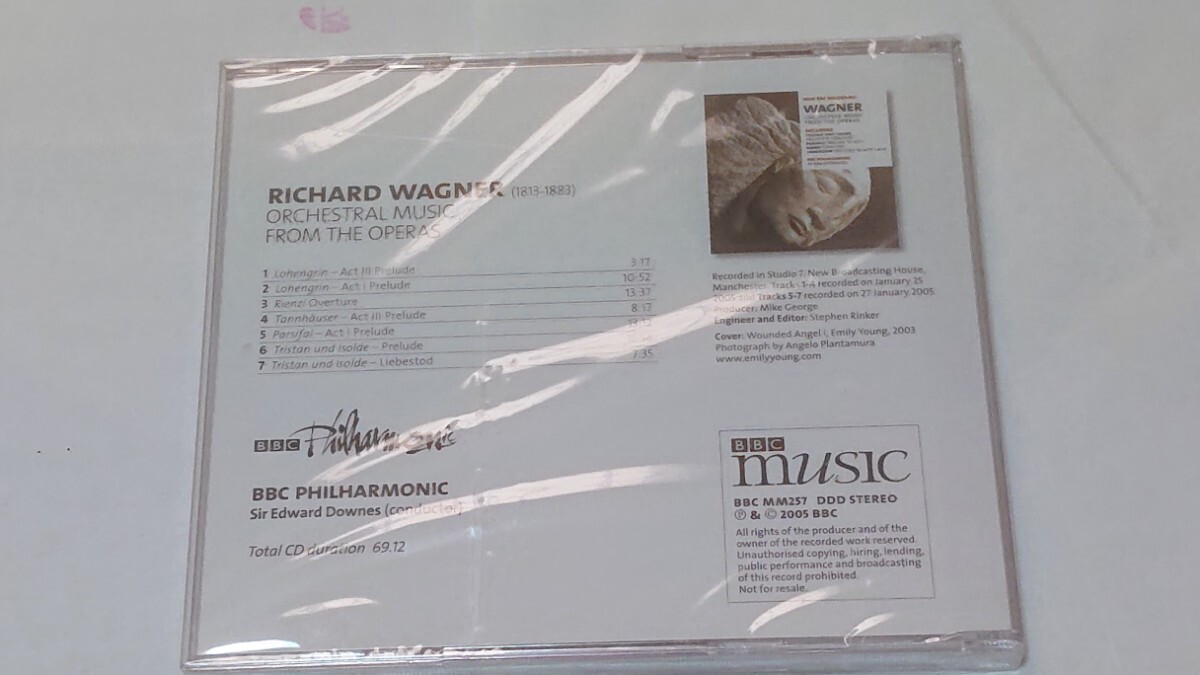 RICHARD WAGNER (1813-1883)
ORCHESTRAL MUSIC
FROM THE OPERAS
1 Lohengrin – Act III Prelude 3:17
2 Lohengrin – Act I Prelude 10:52
3 Rienzi Overture 13:37
4 Tannhäuser – Act III Prelude 8:17
5 Parsifal – Act I Prelude 13:12
6 Tristan und Isolde – Prelude
7 Tristan und Isolde – Liebestod 7:35
BBC Philharmonic
BBC PHILHARMONIC
Sir Edward Downes (conductor)
Total CD duration 69.12
WAGNER
ORCHESTRAL MUSIC
FROM THE OPERAS
Recorded in Studio 7, New Broadcasting House,
Manchester. Tracks 1-4 recorded on January 25
2005 and Tracks 5-7 recorded on 27 January 2005.
Producer: Mike George
Engineer and Editor: Stephen Rinker
Cover: Wounded Angel I, Emily Young, 2003
Photograph by Angelo Plantamura
www.emilyyoung.com
BBC
music
BBC MM257 DDD STEREO
℗ & © 2005 BBC
All rights of the producer and of the
owner of the recorded work reserved.
Unauthorised copying, hiring, lending,
public performance and broadcasting
of this record prohibited.
Not for resale.